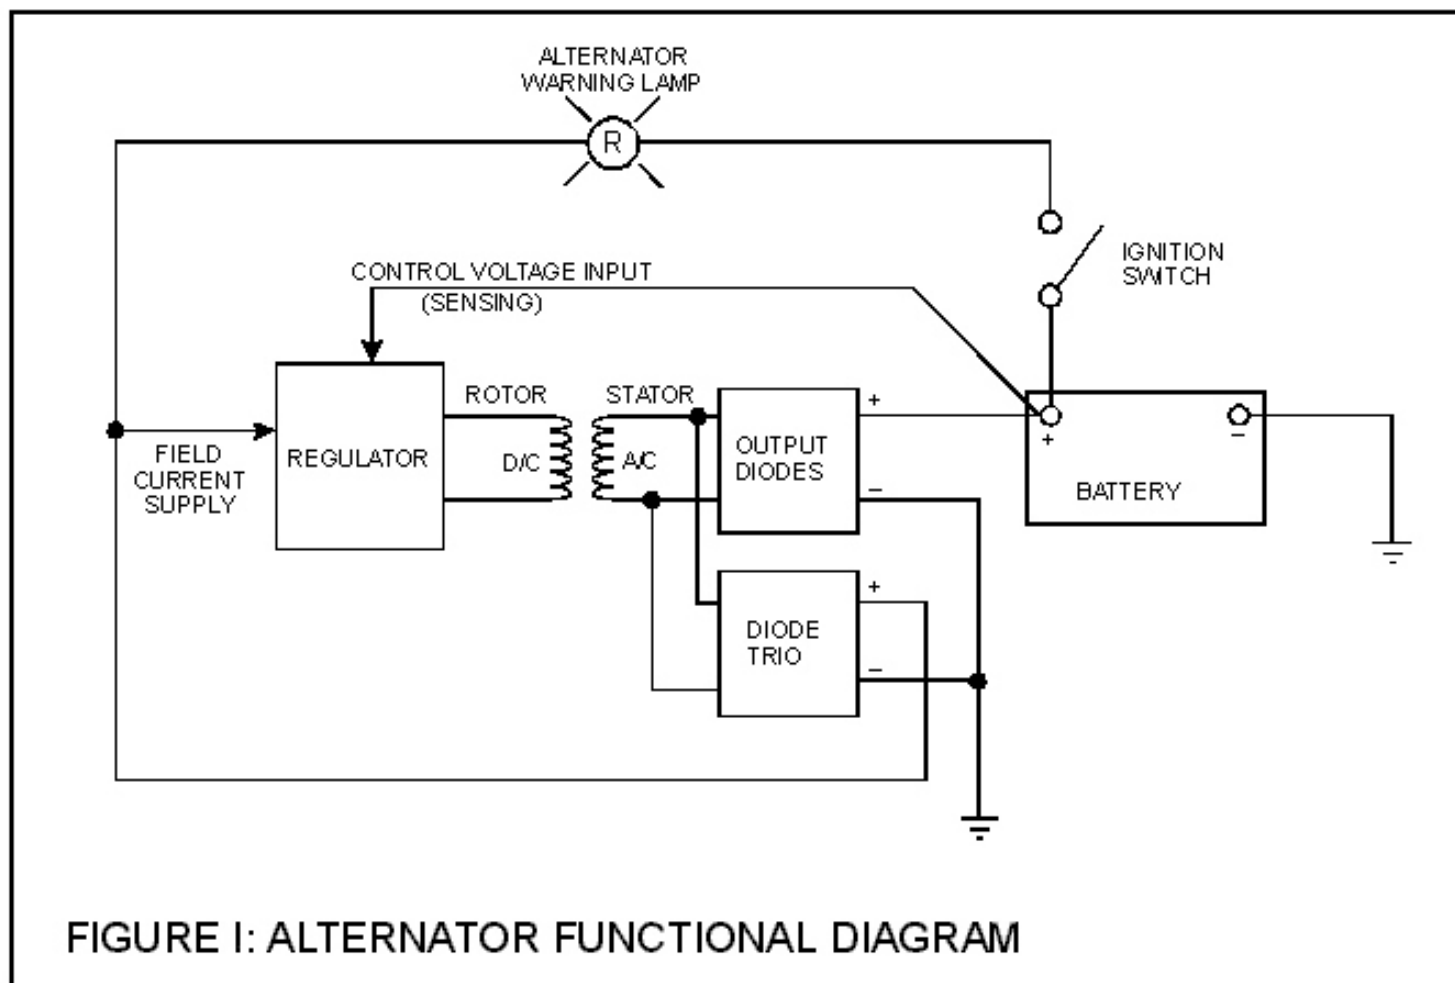 ALTERNATOR
WARNING LAMP
R
IGNITION
SWITCH
CONTROL VOLTAGE INPUT
(SENSING)
ROTOR
STATOR
+
+
−
FIELD
CURRENT
SUPPLY
REGULATOR
D/C
A/C
OUTPUT
DIODES
−
BATTERY
DIODE
TRIO
+
−
FIGURE I: ALTERNATOR FUNCTIONAL DIAGRAM